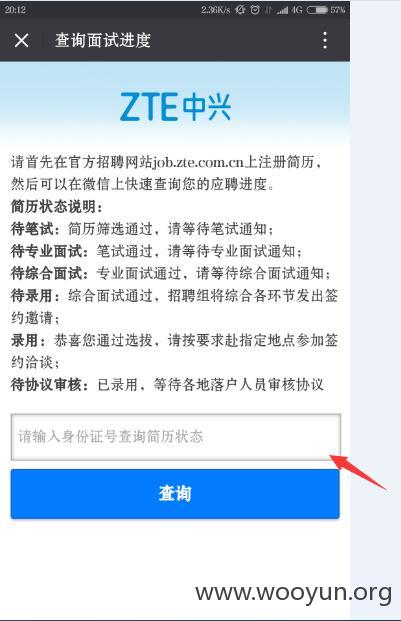 20:12 2.36K/s 4G 57%
查询面试进度
ZTE中兴
请首先在官方招聘网站job.zte.com.cn上注册简历，
然后可以在微信上快速查询您的应聘进度。
简历状态说明：
待笔试：简历筛选通过，请等待笔试通知；
待专业面试：笔试通过，请等待专业面试通知；
待综合面试：专业面试通过，请等待综合面试通知；
待录用：综合面试通过，招聘组将综合各环节发出签
约邀请；
录用：恭喜您通过选拔，请按要求赴指定地点参加签
约洽谈；
待协议审核：已录用，等待各地落户人员审核协议
请输入身份证号查询简历状态
查询
www.wooyun.org